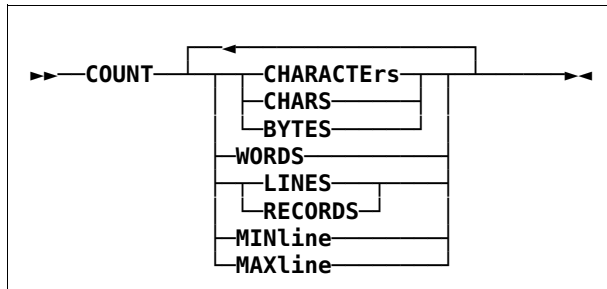 COUNT CHARACTErs
CHARS
BYTES
WORDS
LINES
RECORDS
MINline
MAXline